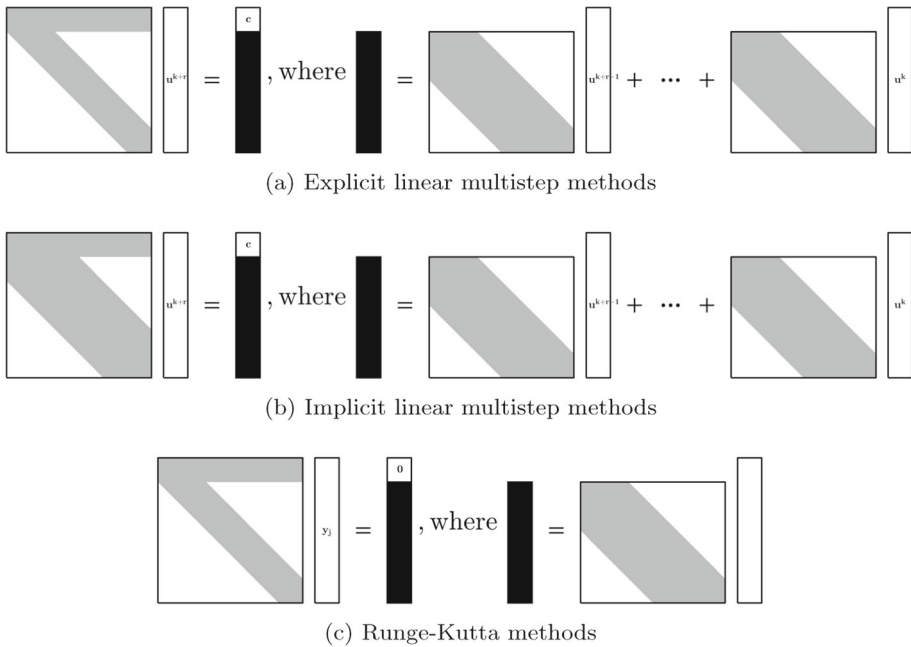 u^{k+r} = c , where = u^{k+r-1} + ... + u^k
(a) Explicit linear multistep methods
u^{k+r} = c , where = u^{k+r-1} + ... + u^k
(b) Implicit linear multistep methods
y_j = 0 , where =
(c) Runge-Kutta methods